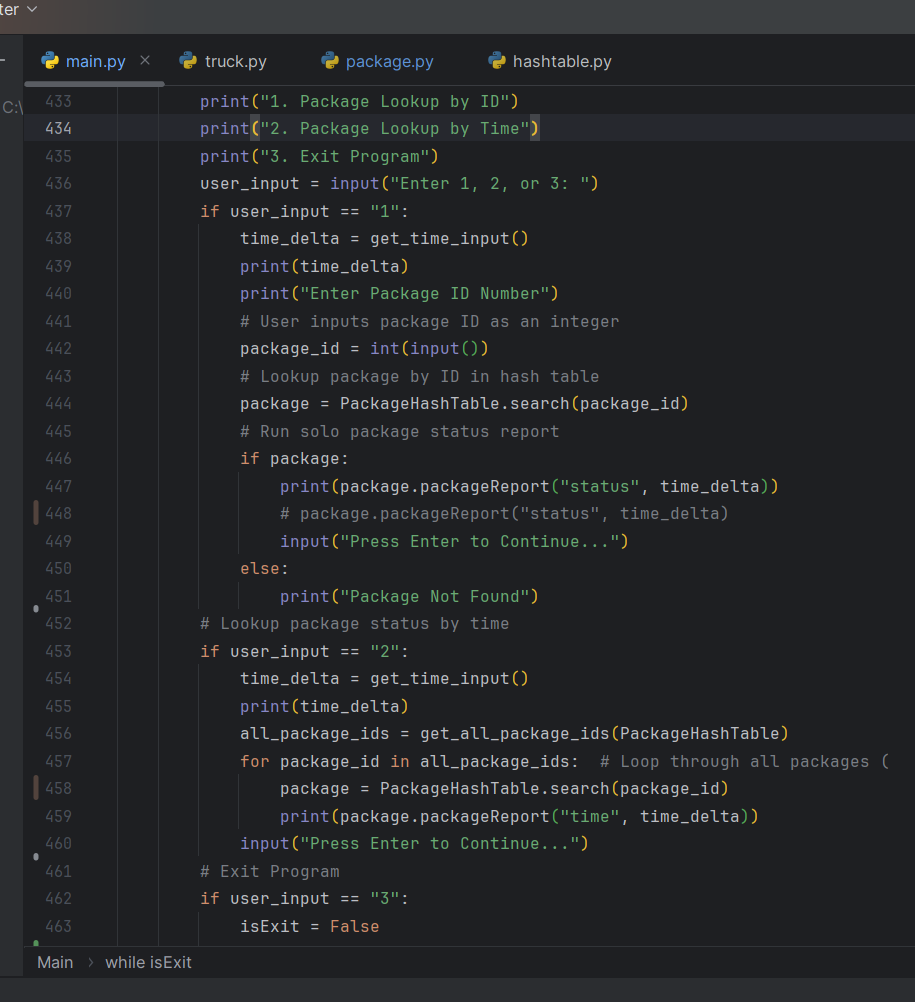 ter
main.py
truck.py
package.py
hashtable.py
C:\
433 print("1. Package Lookup by ID")
434 print("2. Package Lookup by Time")
435 print("3. Exit Program")
436 user_input = input("Enter 1, 2, or 3: ")
437 if user_input == "1":
438 time_delta = get_time_input()
439 print(time_delta)
440 print("Enter Package ID Number")
441 # User inputs package ID as an integer
442 package_id = int(input())
443 # Lookup package by ID in hash table
444 package = PackageHashTable.search(package_id)
445 # Run solo package status report
446 if package:
447 print(package.packageReport("status", time_delta))
448 # package.packageReport("status", time_delta)
449 input("Press Enter to Continue...")
450 else:
451 print("Package Not Found")
452 # Lookup package status by time
453 if user_input == "2":
454 time_delta = get_time_input()
455 print(time_delta)
456 all_package_ids = get_all_package_ids(PackageHashTable)
457 for package_id in all_package_ids:  # Loop through all packages (
458 package = PackageHashTable.search(package_id)
459 print(package.packageReport("time", time_delta))
460 input("Press Enter to Continue...")
461 # Exit Program
462 if user_input == "3":
463 isExit = False
Main > while isExit